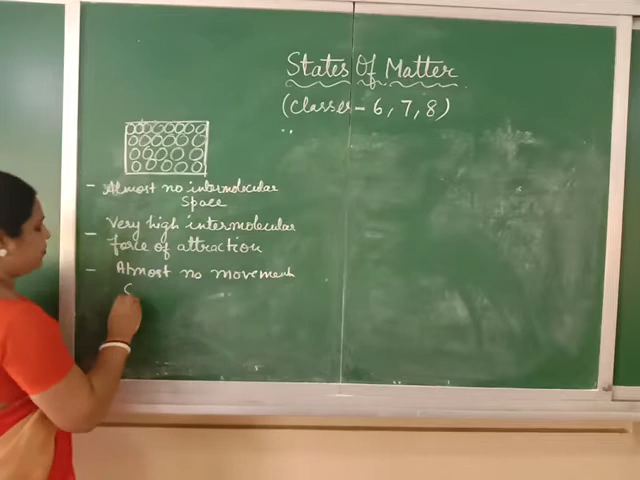 States Of Matter
(Classes - 6, 7, 8)
- Almost no intermolecular
space
- Very high intermolecular
force of attraction
- Almost no movement
(